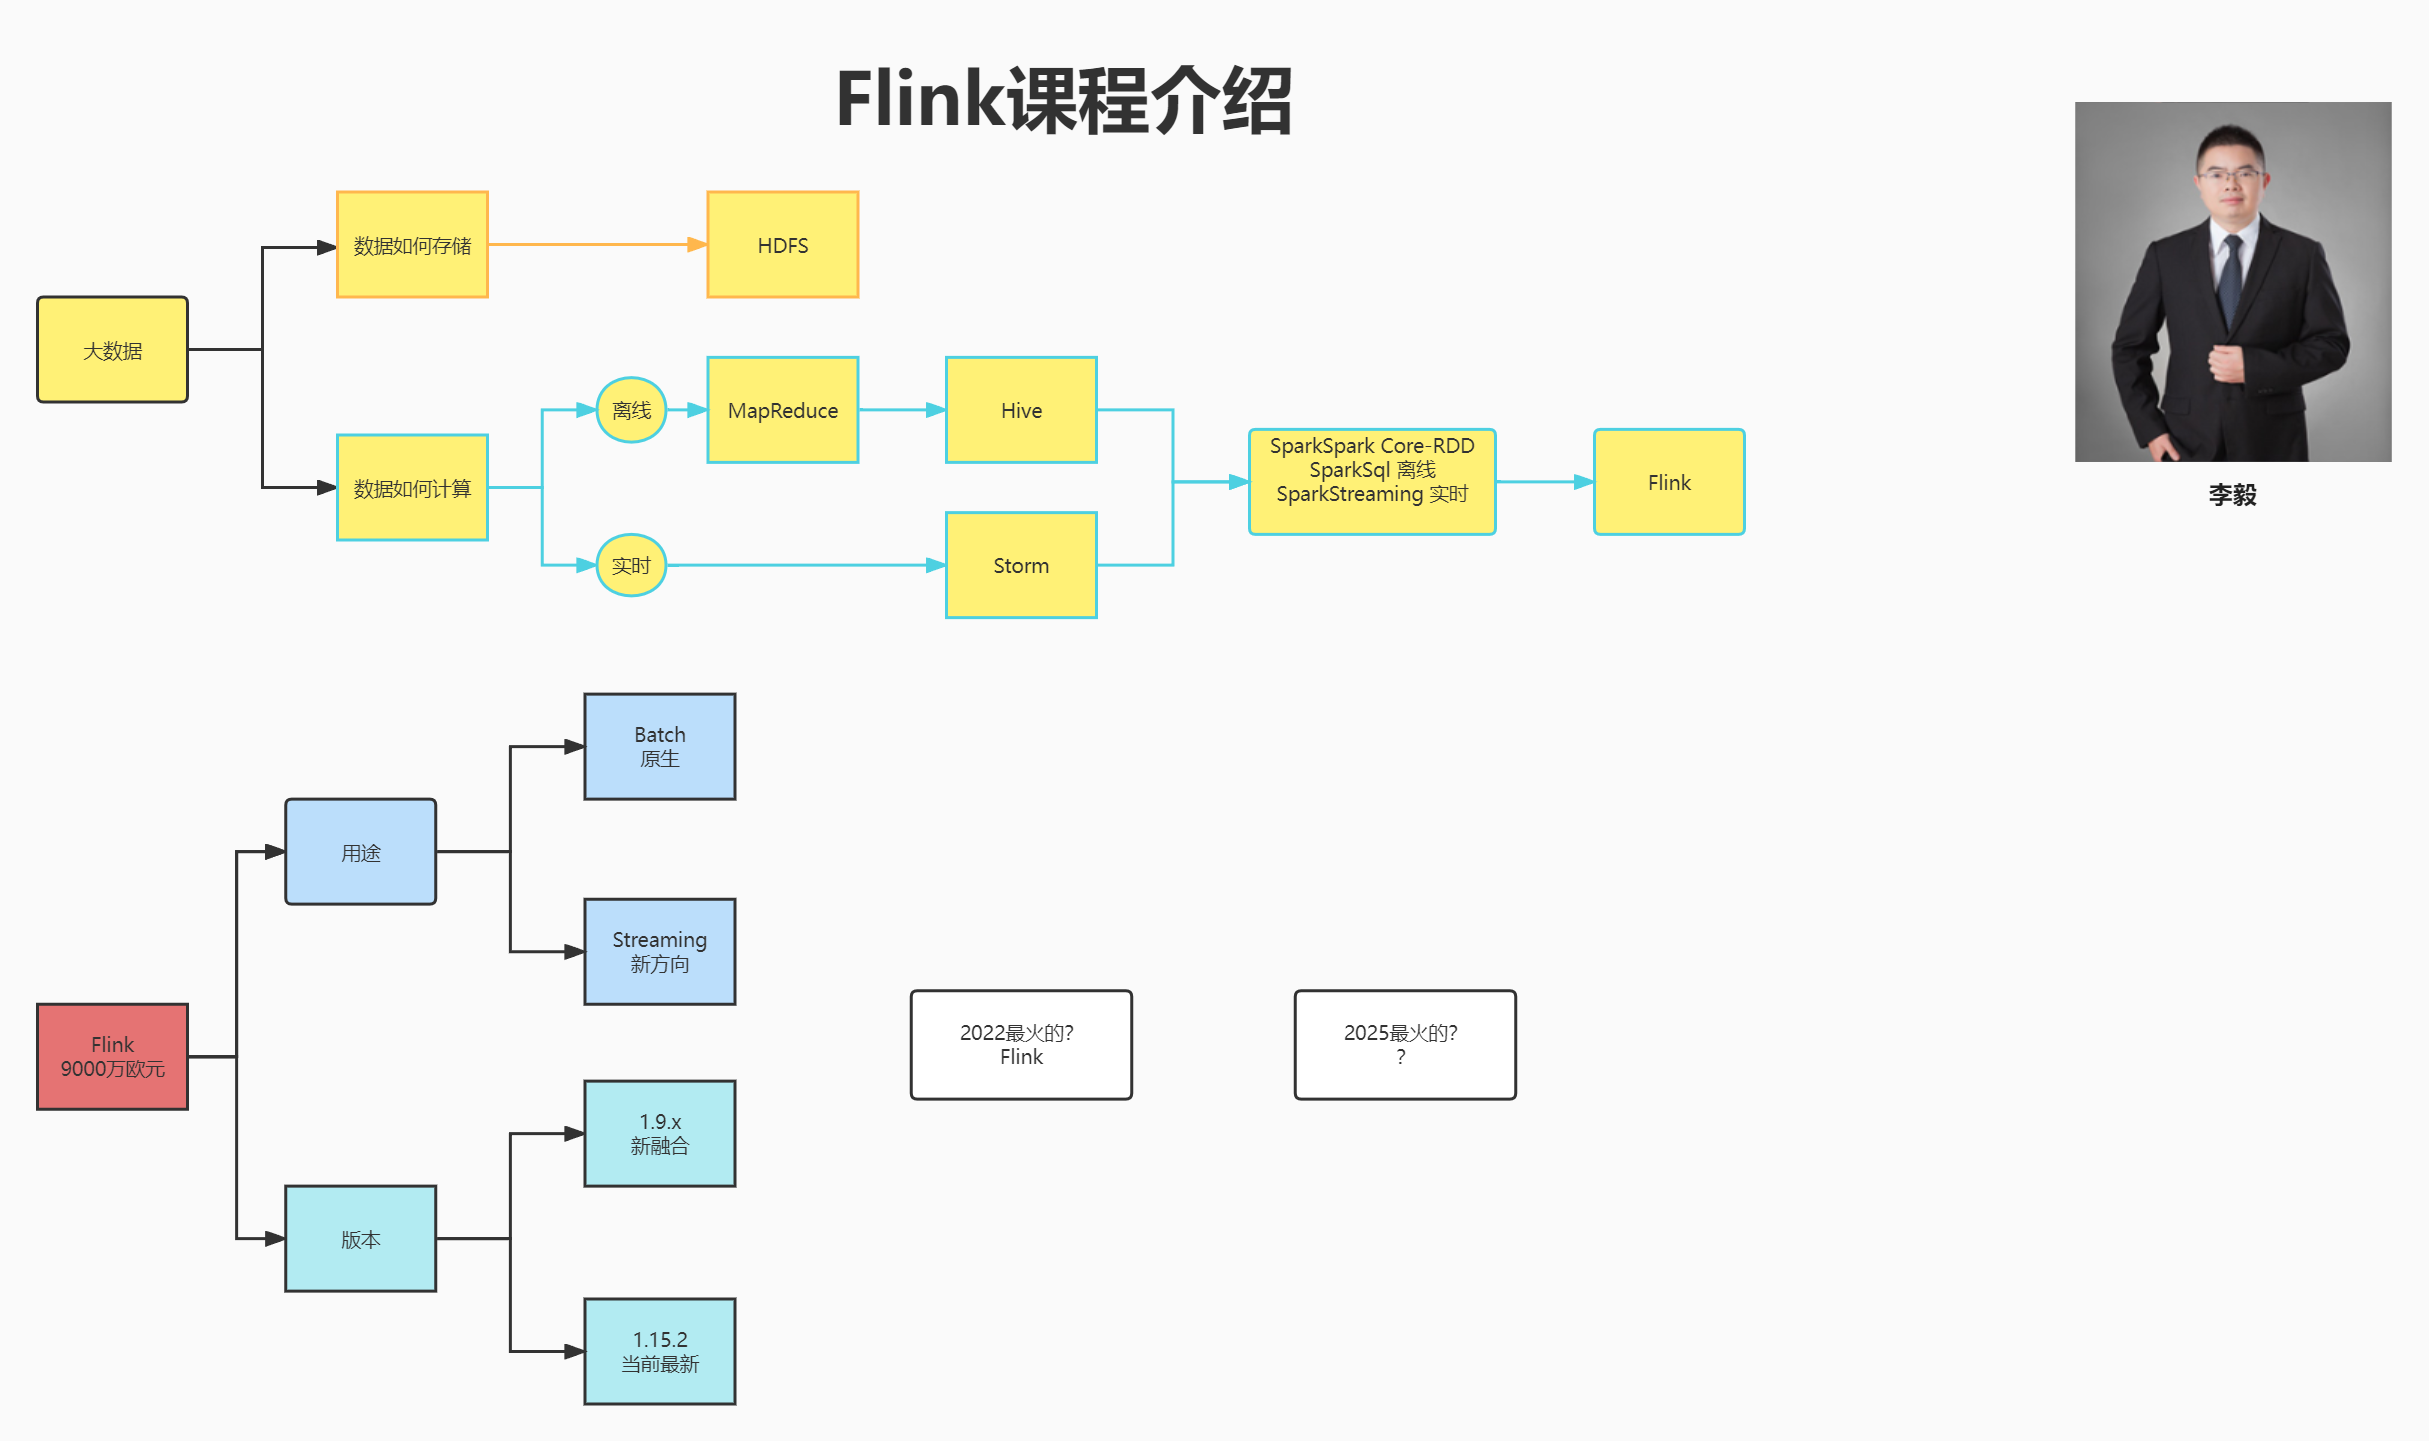 Flink课程介绍
数据如何存储
HDFS
大数据
数据如何计算
离线
MapReduce
Hive
SparkSpark Core-RDD
SparkSql 离线
SparkStreaming 实时
Flink
实时
Storm
李毅
Batch
原生
用途
Streaming
新方向
Flink
9000万欧元
2022最火的？
Flink
2025最火的？
？
1.9.x
新融合
版本
1.15.2
当前最新